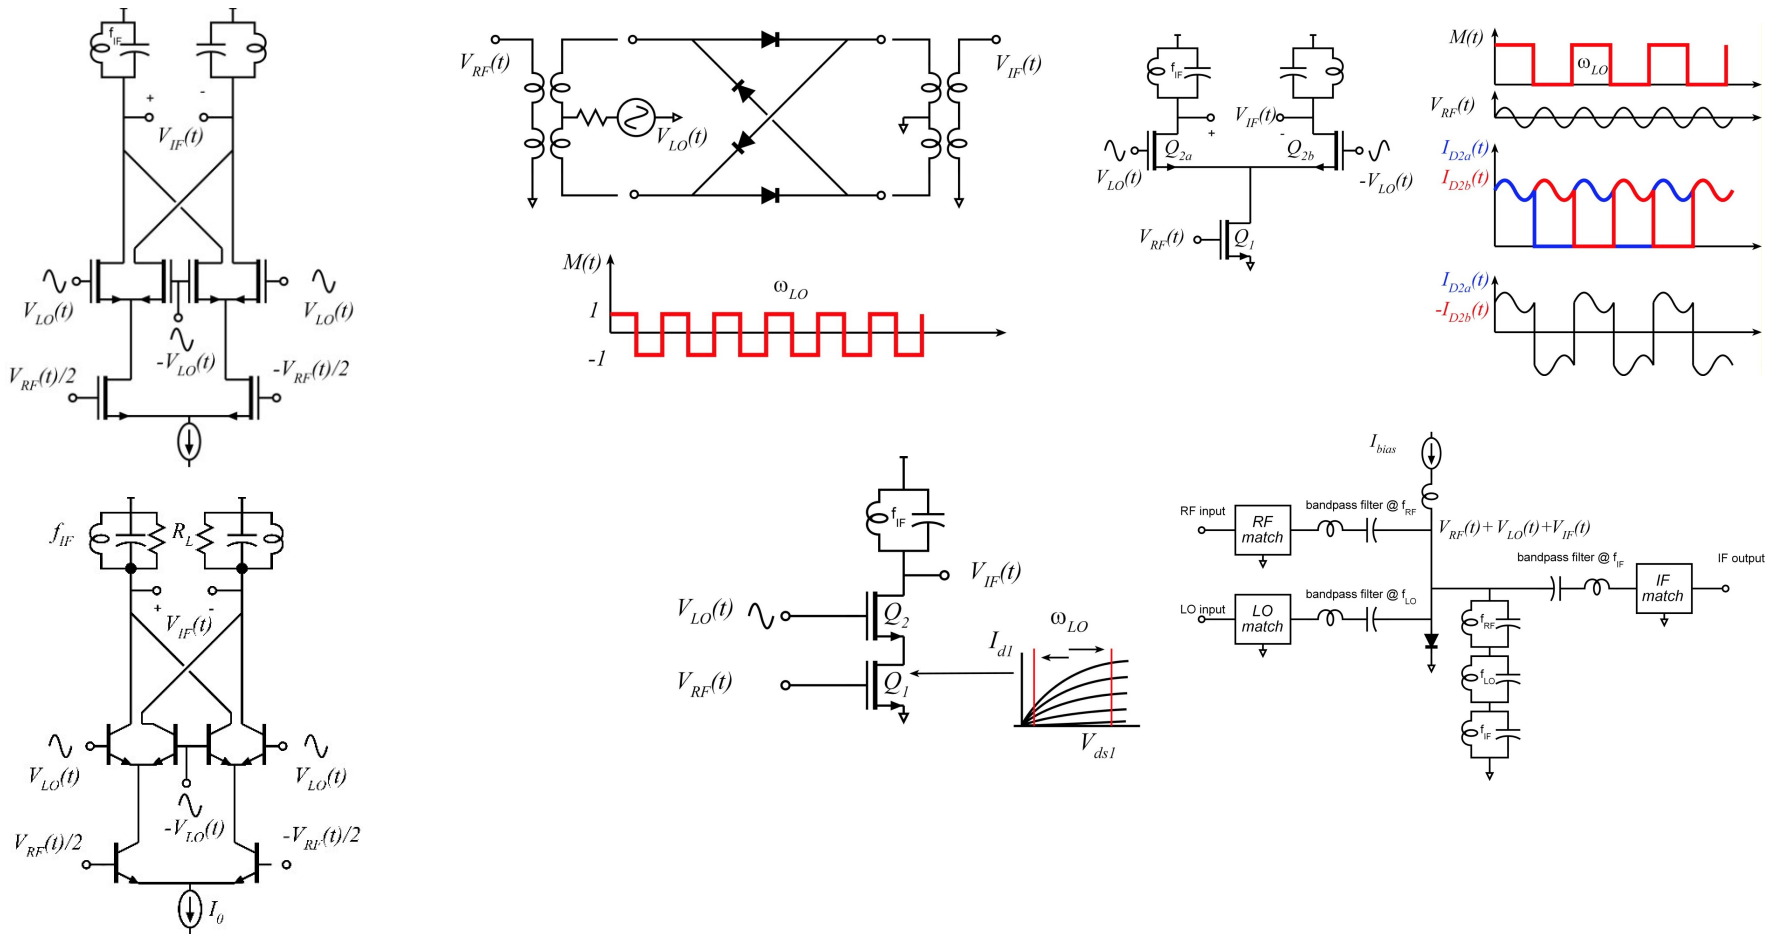 f_IF
+
-
V_IF(t)
V_LO(t)
V_LO(t)
-V_LO(t)
V_RF(t)/2
-V_RF(t)/2
V_RF(t)
V_LO(t)
V_IF(t)
M(t)
ω_LO
1
-1
f_IF
V_IF(t)
+
-
Q_2a
Q_2b
V_LO(t)
-V_LO(t)
V_RF(t)
Q_1
M(t)
ω_LO
V_RF(t)
I_D2a(t)
I_D2b(t)
I_D2a(t)
-I_D2b(t)
f_IF
R_L
+
-
V_IF(t)
V_LO(t)
V_LO(t)
-V_LO(t)
V_RF(t)/2
-V_RF(t)/2
I_0
f_IF
V_IF(t)
V_LO(t)
Q_2
V_RF(t)
Q_1
ω_LO
I_d1
V_ds1
I_bias
RF input
RF
match
bandpass filter @ f_RF
V_RF(t)+V_LO(t)+V_IF(t)
bandpass filter @ f_IF
IF output
IF
match
LO input
LO
match
bandpass filter @ f_LO
f_RF
f_LO
f_IF